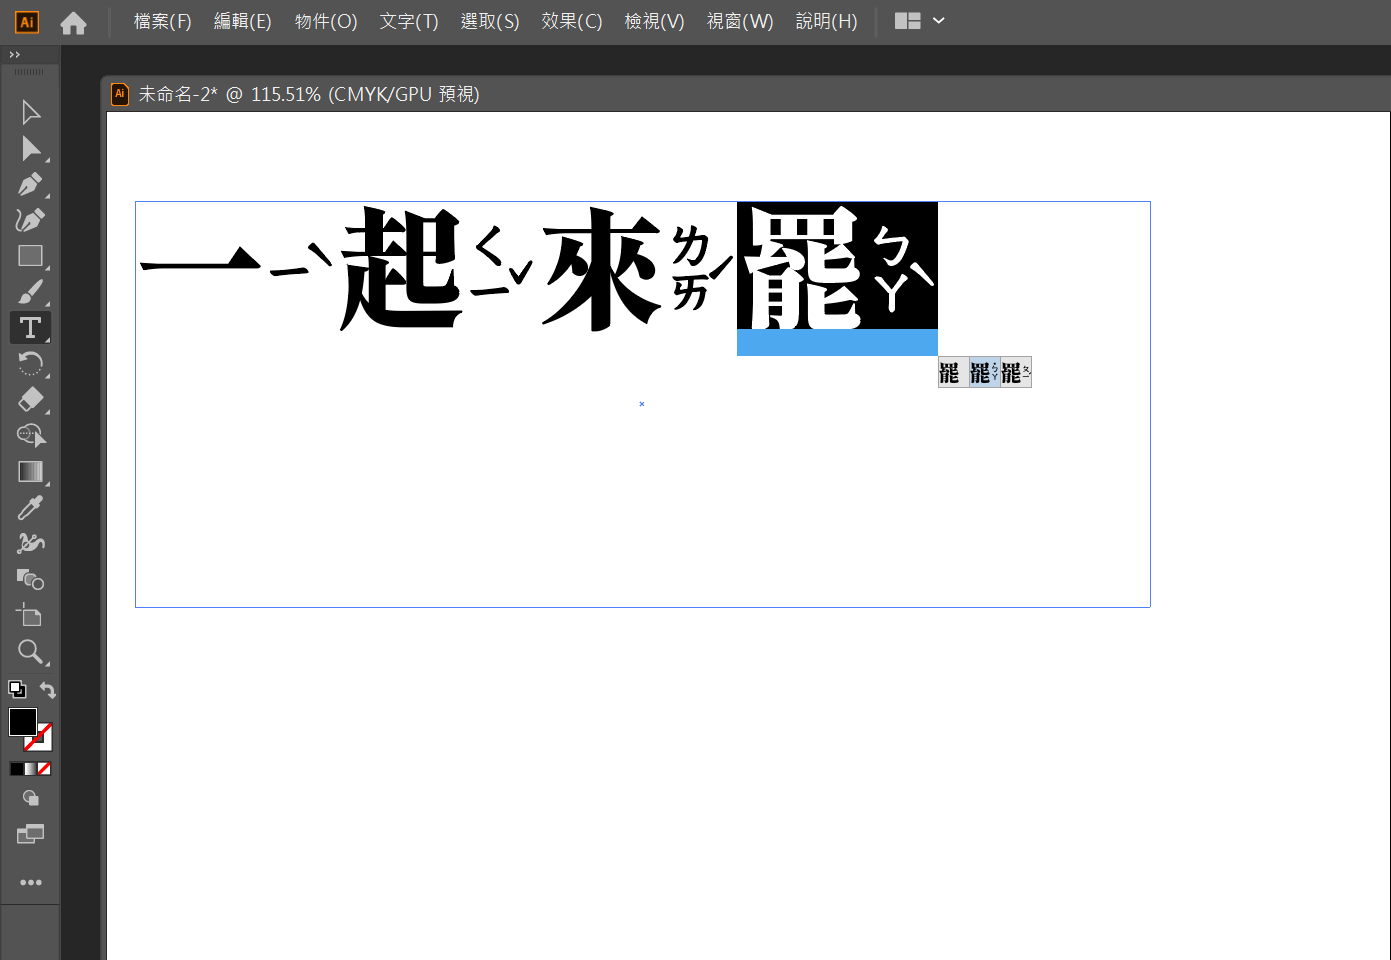 Ai 檔案(F) 編輯(E) 物件(O) 文字(T) 選取(S) 效果(C) 檢視(V) 視窗(W) 說明(H)
Ai 未命名-2* @ 115.51% (CMYK/GPU 預視)
一ㄧˋ起ㄑㄧˇ來ㄌㄞˊ罷ㄅㄚˋ
罷 罷ㄅㄚ 罷ㄆㄧˊ